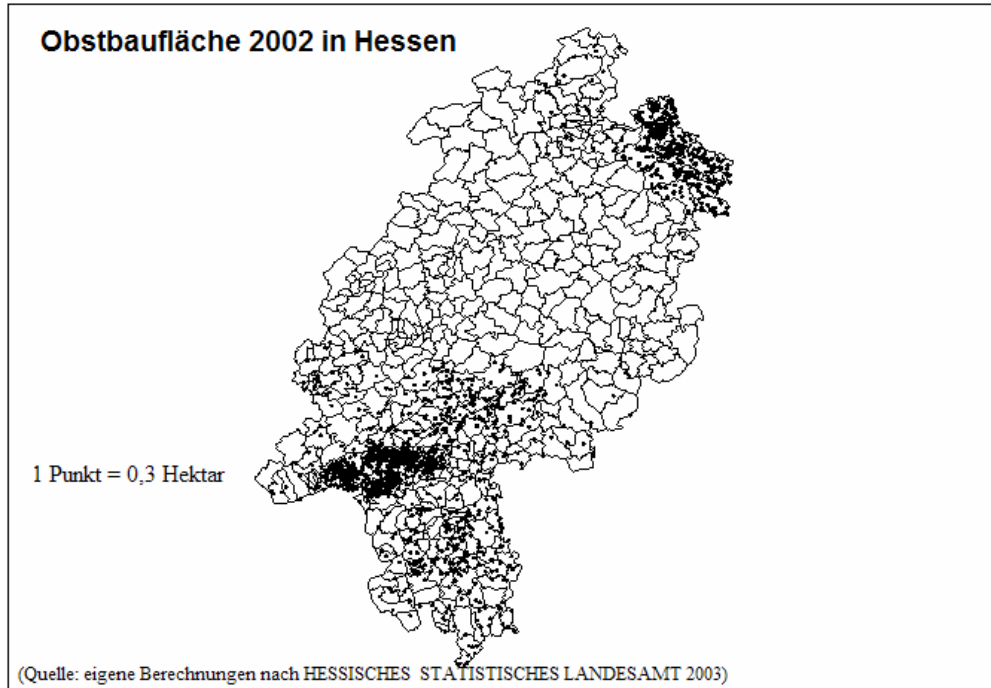 Obstbaufläche 2002 in Hessen
1 Punkt = 0,3 Hektar
(Quelle: eigene Berechnungen nach HESSISCHES STATISTISCHES LANDESAMT 2003)